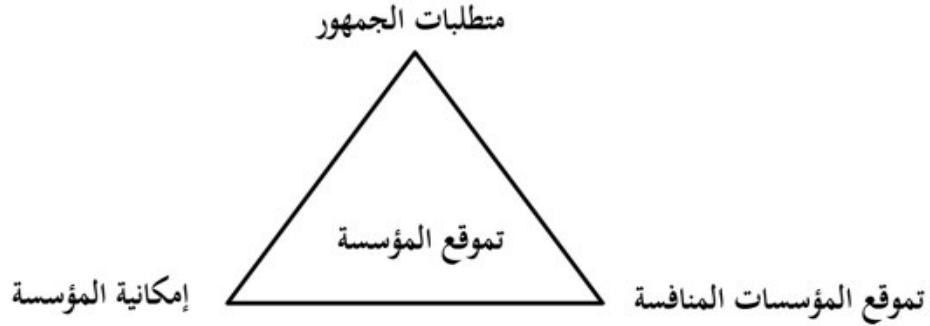 متطلبات الجمهور
تموقع المؤسسة
تموقع المؤسسات المنافسة
إمكانية المؤسسة